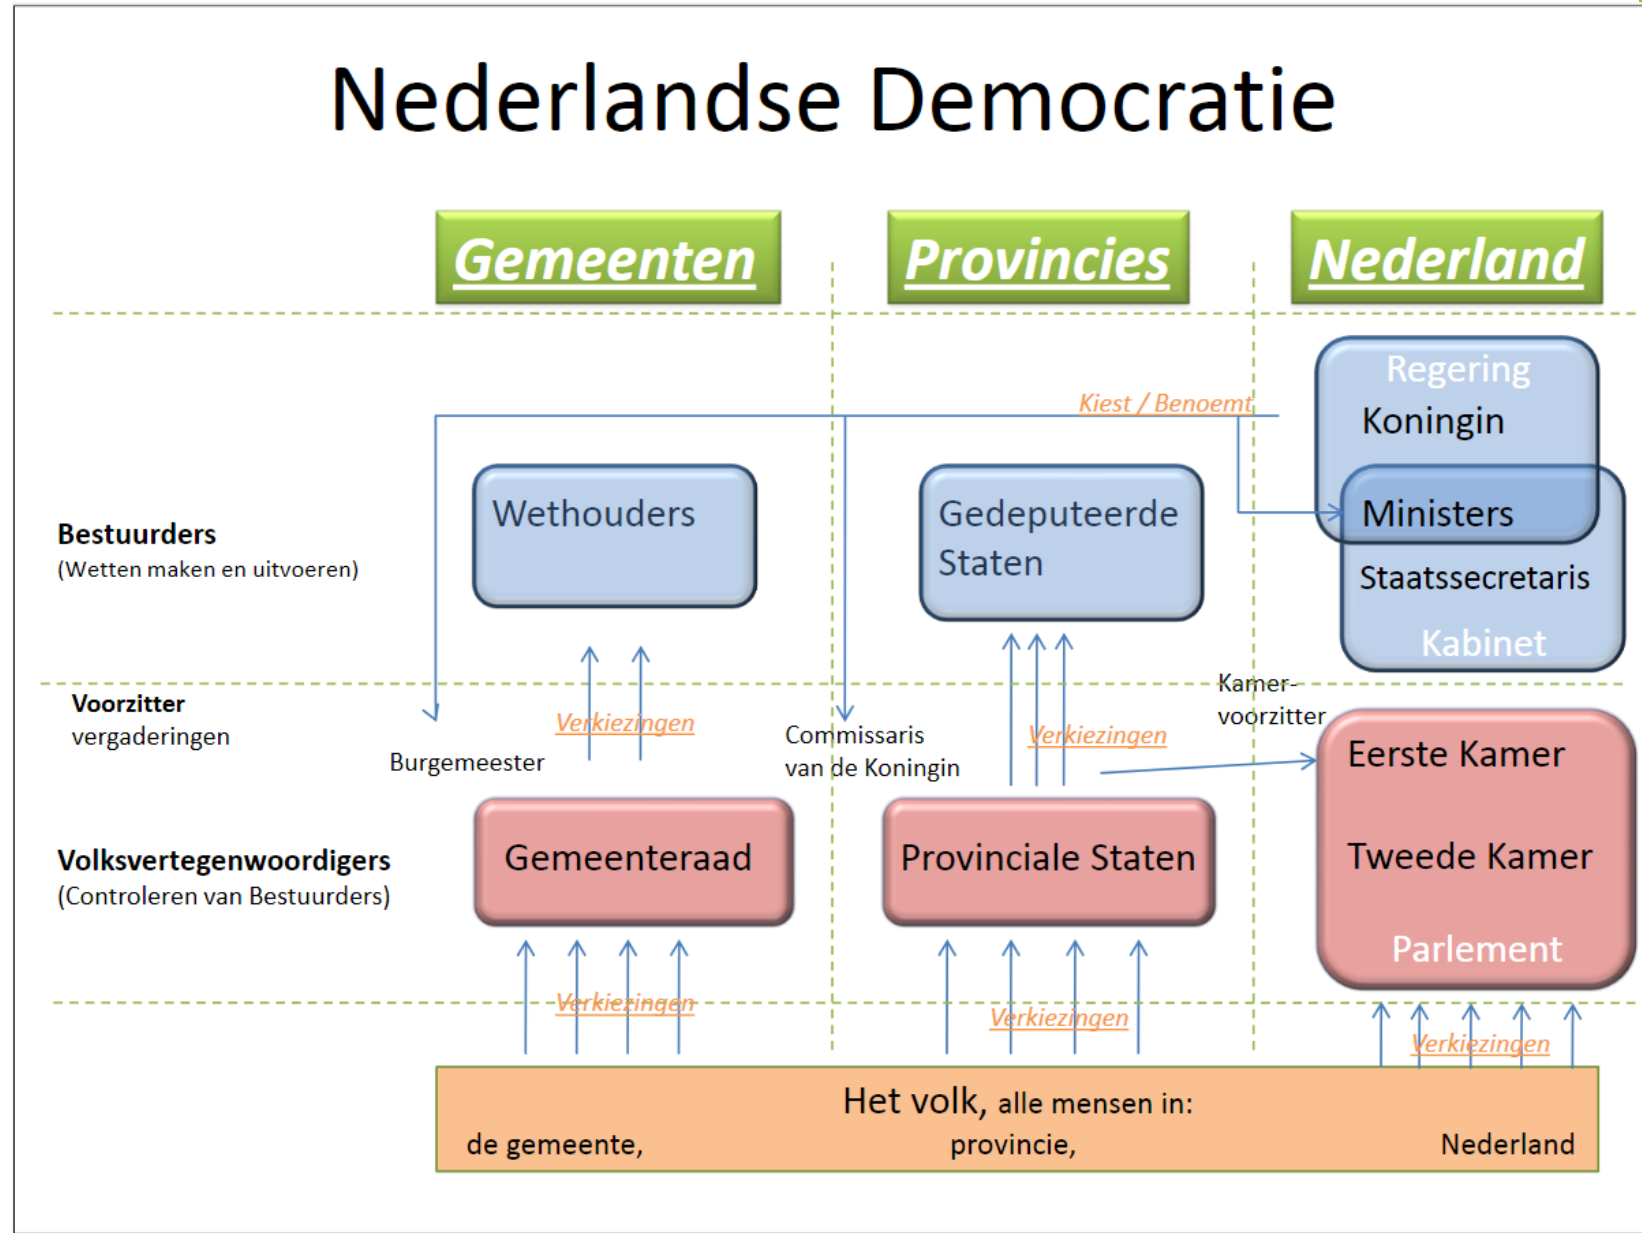 Nederlandse Democratie
Gemeenten
Provincies
Nederland
Regering
Kiest / Benoemt
Koningin
Wethouders
Gedeputeerde
Staten
Ministers
Bestuurders
(Wetten maken en uitvoeren)
Staatssecretaris
Kabinet
Voorzitter
vergaderingen
Verkiezingen
Burgemeester
Commissaris
van de Koningin
Verkiezingen
Kamer-
voorzitter
Eerste Kamer
Volksvertegenwoordigers
(Controleren van Bestuurders)
Gemeenteraad
Provinciale Staten
Tweede Kamer
Parlement
Verkiezingen
Verkiezingen
Verkiezingen
Het volk, alle mensen in:
de gemeente,
provincie,
Nederland